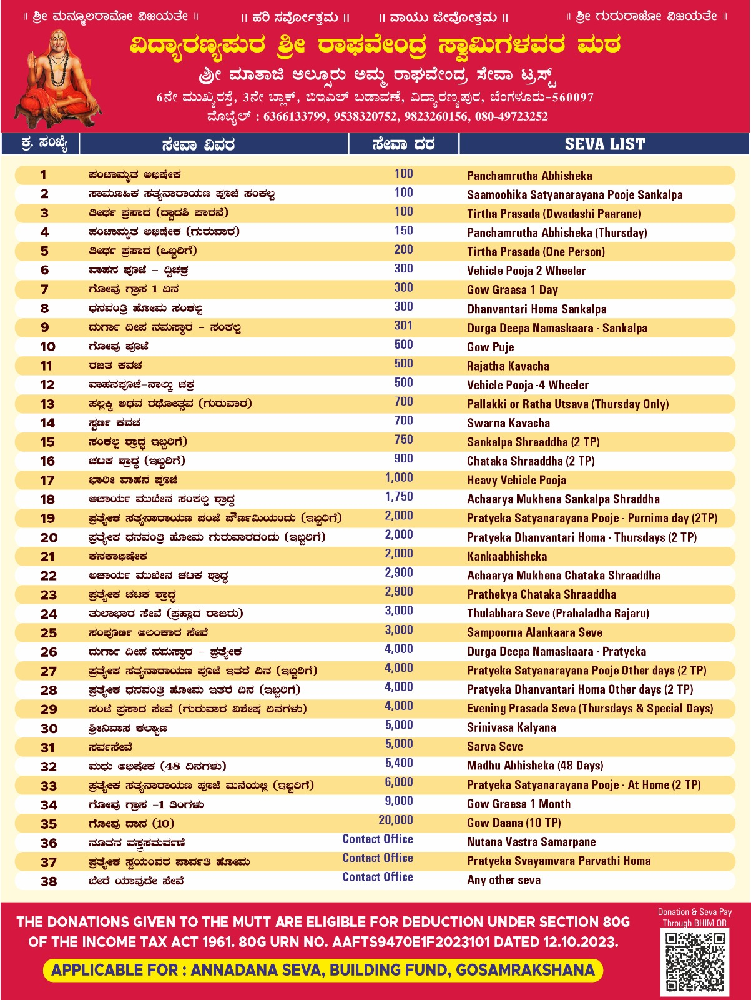 ॥ ಶ್ರೀ ಮನ್ಮೂಲರಾಮೋ ವಿಜಯತೇ ॥ ॥ ಹರಿ ಸರ್ವೋತ್ತಮ ॥ ॥ ವಾಯು ಜೀವೋತ್ತಮ ॥ ॥ ಶ್ರೀ ಗುರುರಾಜೋ ವಿಜಯತೇ ॥
ವಿದ್ಯಾರಣ್ಯಪುರ ಶ್ರೀ ರಾಘವೇಂದ್ರ ಸ್ವಾಮಿಗಳವರ ಮಠ
ಶ್ರೀ ಮಾತಾಜಿ ಅಲ್ಸೂರು ಅಮ್ಮ ರಾಘವೇಂದ್ರ ಸೇವಾ ಟ್ರಸ್ಟ್
6ನೇ ಮುಖ್ಯರಸ್ತೆ, 3ನೇ ಬ್ಲಾಕ್, ಬಿಇಎಲ್ ಬಡಾವಣೆ, ವಿದ್ಯಾರಣ್ಯಪುರ, ಬೆಂಗಳೂರು-560097
ಮೊಬೈಲ್ : 6366133799, 9538320752, 9823260156, 080-49723252
ಕ್ರ. ಸಂಖ್ಯೆ ಸೇವಾ ವಿವರ ಸೇವಾ ದರ SEVA LIST
1 ಪಂಚಾಮೃತ ಅಭಿಷೇಕ 100 Panchamrutha Abhisheka
2 ಸಾಮೂಹಿಕ ಸತ್ಯನಾರಾಯಣ ಪೂಜೆ ಸಂಕಲ್ಪ 100 Saamoohika Satyanarayana Pooje Sankalpa
3 ತೀರ್ಥ ಪ್ರಸಾದ (ದ್ವಾದಶಿ ಪಾರನೆ) 100 Tirtha Prasada (Dwadashi Paarane)
4 ಪಂಚಾಮೃತ ಅಭಿಷೇಕ (ಗುರುವಾರ) 150 Panchamrutha Abhisheka (Thursday)
5 ತೀರ್ಥ ಪ್ರಸಾದ (ಒಬ್ಬರಿಗೆ) 200 Tirtha Prasada (One Person)
6 ವಾಹನ ಪೂಜೆ - ದ್ವಿಚಕ್ರ 300 Vehicle Pooja 2 Wheeler
7 ಗೋವು ಗ್ರಾಸ 1 ದಿನ 300 Gow Graasa 1 Day
8 ಧನವಂತ್ರಿ ಹೋಮ ಸಂಕಲ್ಪ 300 Dhanvantari Homa Sankalpa
9 ದುರ್ಗಾ ದೀಪ ನಮಸ್ಕಾರ - ಸಂಕಲ್ಪ 301 Durga Deepa Namaskaara - Sankalpa
10 ಗೋವು ಪೂಜೆ 500 Gow Puje
11 ರಜತ ಕವಚ 500 Rajatha Kavacha
12 ವಾಹನಪೂಜೆ-ನಾಲ್ಕು ಚಕ್ರ 500 Vehicle Pooja -4 Wheeler
13 ಪಲ್ಲಕ್ಕಿ ಅಥವ ರಥೋತ್ಸವ (ಗುರುವಾರ) 700 Pallakki or Ratha Utsava (Thursday Only)
14 ಸ್ವರ್ಣ ಕವಚ 700 Swarna Kavacha
15 ಸಂಕಲ್ಪ ಶ್ರಾದ್ಧ ಇಬ್ಬರಿಗೆ) 750 Sankalpa Shraaddha (2 TP)
16 ಚಟಕ ಶ್ರಾದ್ಧ (ಇಬ್ಬರಿಗೆ) 900 Chataka Shraaddha (2 TP)
17 ಭಾರೀ ವಾಹನ ಪೂಜೆ 1,000 Heavy Vehicle Pooja
18 ಆಚಾರ್ಯ ಮುಖೇನ ಸಂಕಲ್ಪ ಶ್ರಾದ್ಧ 1,750 Achaarya Mukhena Sankalpa Shraddha
19 ಪ್ರತ್ಯೇಕ ಸತ್ಯನಾರಾಯಣ ಪಂಜೆ ಪೌರ್ಣಮಿಯಂದು (ಇಬ್ಬರಿಗೆ) 2,000 Pratyeka Satyanarayana Pooje - Purnima day (2TP)
20 ಪ್ರತ್ಯೇಕ ಧನವಂತ್ರಿ ಹೋಮ ಗುರುವಾರದಂದು (ಇಬ್ಬರಿಗೆ) 2,000 Pratyeka Dhanvantari Homa - Thursdays (2 TP)
21 ಕನಕಾಭಿಷೇಕ 2,000 Kankaabhisheka
22 ಅಚಾರ್ಯ ಮುಖೇನ ಚಟಕ ಶ್ರಾದ್ಧ 2,900 Achaarya Mukhena Chataka Shraaddha
23 ಪ್ರತ್ಯೇಕ ಚಟಕ ಶ್ರಾದ್ಧ 2,900 Prathekya Chataka Shraaddha
24 ತುಲಾಭಾರ ಸೇವೆ (ಪ್ರಹ್ಲಾದ ರಾಜರು) 3,000 Thulabhara Seve (Prahaladha Rajaru)
25 ಸಂಪೂರ್ಣ ಅಲಂಕಾರ ಸೇವೆ 3,000 Sampoorna Alankaara Seve
26 ದುರ್ಗಾ ದೀಪ ನಮಸ್ಕಾರ - ಪ್ರತ್ಯೇಕ 4,000 Durga Deepa Namaskaara - Pratyeka
27 ಪ್ರತ್ಯೇಕ ಸತ್ಯನಾರಾಯಣ ಪೂಜೆ ಇತರೆ ದಿನ (ಇಬ್ಬರಿಗೆ) 4,000 Pratyeka Satyanarayana Pooje Other days (2 TP)
28 ಪ್ರತ್ಯೇಕ ಧನವಂತ್ರಿ ಹೋಮ ಇತರೆ ದಿನ (ಇಬ್ಬರಿಗೆ) 4,000 Pratyeka Dhanvantari Homa Other days (2 TP)
29 ಸಂಜೆ ಪ್ರಸಾದ ಸೇವೆ (ಗುರುವಾರ ವಿಶೇಷ ದಿನಗಳು) 4,000 Evening Prasada Seva (Thursdays & Special Days)
30 ಶ್ರೀನಿವಾಸ ಕಲ್ಯಾಣ 5,000 Srinivasa Kalyana
31 ಸರ್ವಸೇವೆ 5,000 Sarva Seve
32 ಮಧು ಅಭಿಷೇಕ (48 ದಿನಗಳು) 5,400 Madhu Abhisheka (48 Days)
33 ಪ್ರತ್ಯೇಕ ಸತ್ಯನಾರಾಯಣ ಪೂಜೆ ಮನೆಯಲ್ಲಿ (ಇಬ್ಬರಿಗೆ) 6,000 Pratyeka Satyanarayana Pooje - At Home (2 TP)
34 ಗೋವು ಗ್ರಾಸ -1 ತಿಂಗಳು 9,000 Gow Graasa 1 Month
35 ಗೋವು ದಾನ (10) 20,000 Gow Daana (10 TP)
36 ನೂತನ ವಸ್ತ್ರಸಮರ್ವಣೆ Contact Office Nutana Vastra Samarpane
37 ಪ್ರತ್ಯೇಕ ಸ್ವಯಂವರ ಪಾರ್ವತಿ ಹೋಮ Contact Office Pratyeka Svayamvara Parvathi Homa
38 ಬೇರೆ ಯಾವುದೇ ಸೇವೆ Contact Office Any other seva
THE DONATIONS GIVEN TO THE MUTT ARE ELIGIBLE FOR DEDUCTION UNDER SECTION 80G
OF THE INCOME TAX ACT 1961. 80G URN NO. AAFTS9470E1F2023101 DATED 12.10.2023.
APPLICABLE FOR : ANNADANA SEVA, BUILDING FUND, GOSAMRAKSHANA
Donation & Seva Pay
Through BHIM QR